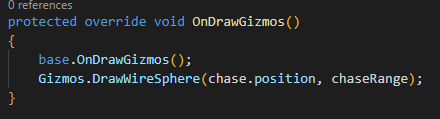 0 references
protected override void OnDrawGizmos()
{
    base.OnDrawGizmos();
    Gizmos.DrawWireSphere(chase.position, chaseRange);
}